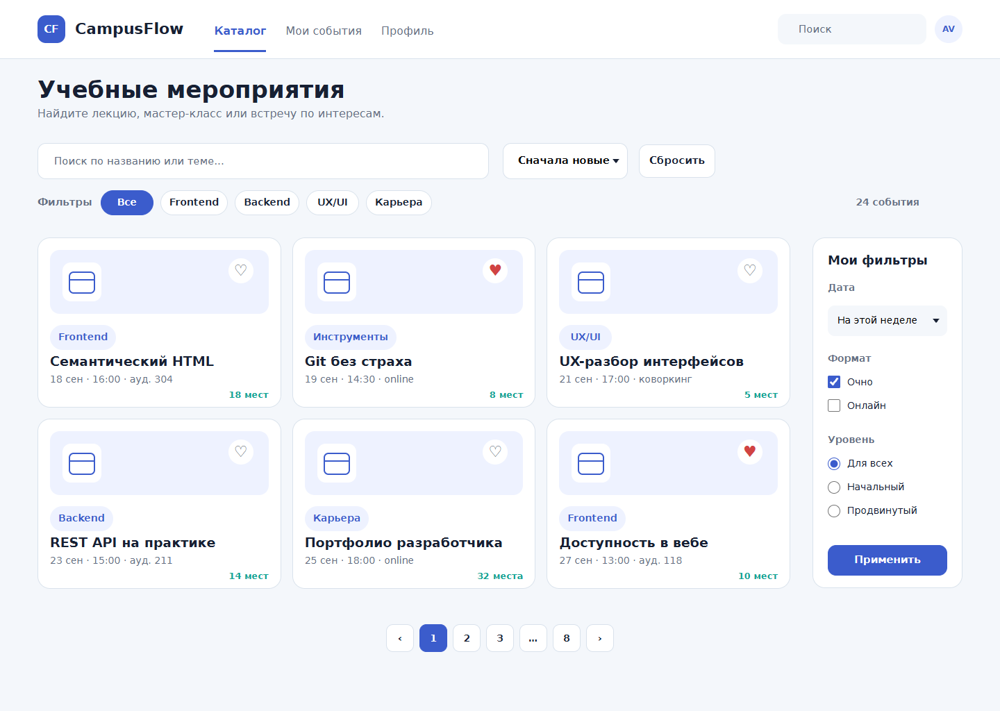 CF CampusFlow Каталог Мои события Профиль Поиск AV
Учебные мероприятия
Найдите лекцию, мастер-класс или встречу по интересам.
Поиск по названию или теме... Сначала новые Сбросить
Фильтры Все Frontend Backend UX/UI Карьера 24 события
Frontend
Семантический HTML
18 сен · 16:00 · ауд. 304
18 мест
Инструменты
Git без страха
19 сен · 14:30 · online
8 мест
UX/UI
UX-разбор интерфейсов
21 сен · 17:00 · коворкинг
5 мест
Backend
REST API на практике
23 сен · 15:00 · ауд. 211
14 мест
Карьера
Портфолио разработчика
25 сен · 18:00 · online
32 места
Frontend
Доступность в вебе
27 сен · 13:00 · ауд. 118
10 мест
Мои фильтры
Дата
На этой неделе
Формат
Очно
Онлайн
Уровень
Для всех
Начальный
Продвинутый
Применить
‹ 1 2 3 … 8 ›